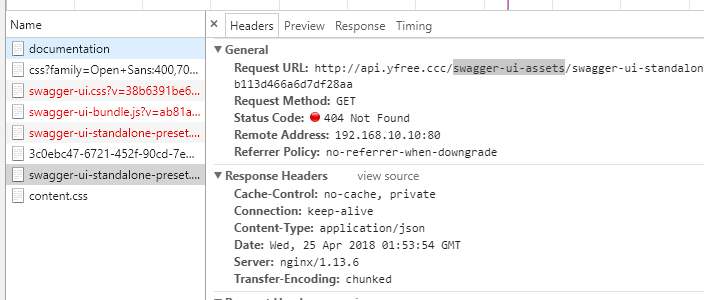 Name
documentation
css?family=Open+Sans:400,70...
swagger-ui.css?v=38b6391be6...
swagger-ui-bundle.js?v=ab81a...
swagger-ui-standalone-preset....
3c0ebc47-6721-452f-90cd-7e...
swagger-ui-standalone-preset....
content.css
× Headers Preview Response Timing
▼ General
Request URL: http://api.yfree.ccc/swagger-ui-assets/swagger-ui-standalon
b113d466a6d7df28aa
Request Method: GET
Status Code: 404 Not Found
Remote Address: 192.168.10.10:80
Referrer Policy: no-referrer-when-downgrade
▼ Response Headers view source
Cache-Control: no-cache, private
Connection: keep-alive
Content-Type: application/json
Date: Wed, 25 Apr 2018 01:53:54 GMT
Server: nginx/1.13.6
Transfer-Encoding: chunked